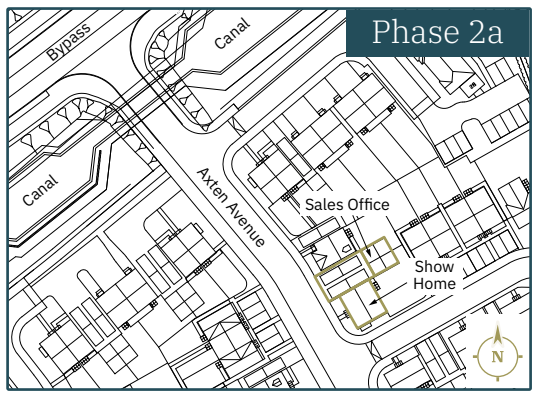 Phase 2a
Bypass
Canal
Canal
Axten Avenue
Sales Office
Show
Home
N